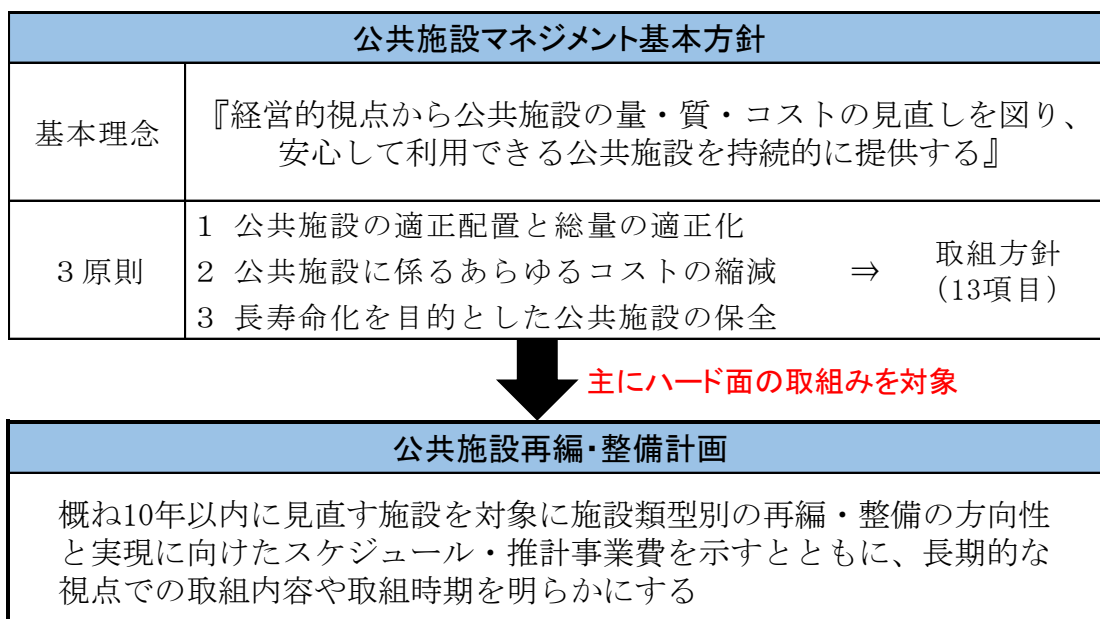 公共施設マネジメント基本方針
基本理念
『経営的視点から公共施設の量・質・コストの見直しを図り、
安心して利用できる公共施設を持続的に提供する』
3原則
1 公共施設の適正配置と総量の適正化
2 公共施設に係るあらゆるコストの縮減
3 長寿命化を目的とした公共施設の保全
⇒
取組方針
(13項目)
主にハード面の取組みを対象
公共施設再編・整備計画
概ね10年以内に見直す施設を対象に施設類型別の再編・整備の方向性
と実現に向けたスケジュール・推計事業費を示すとともに、長期的な
視点での取組内容や取組時期を明らかにする